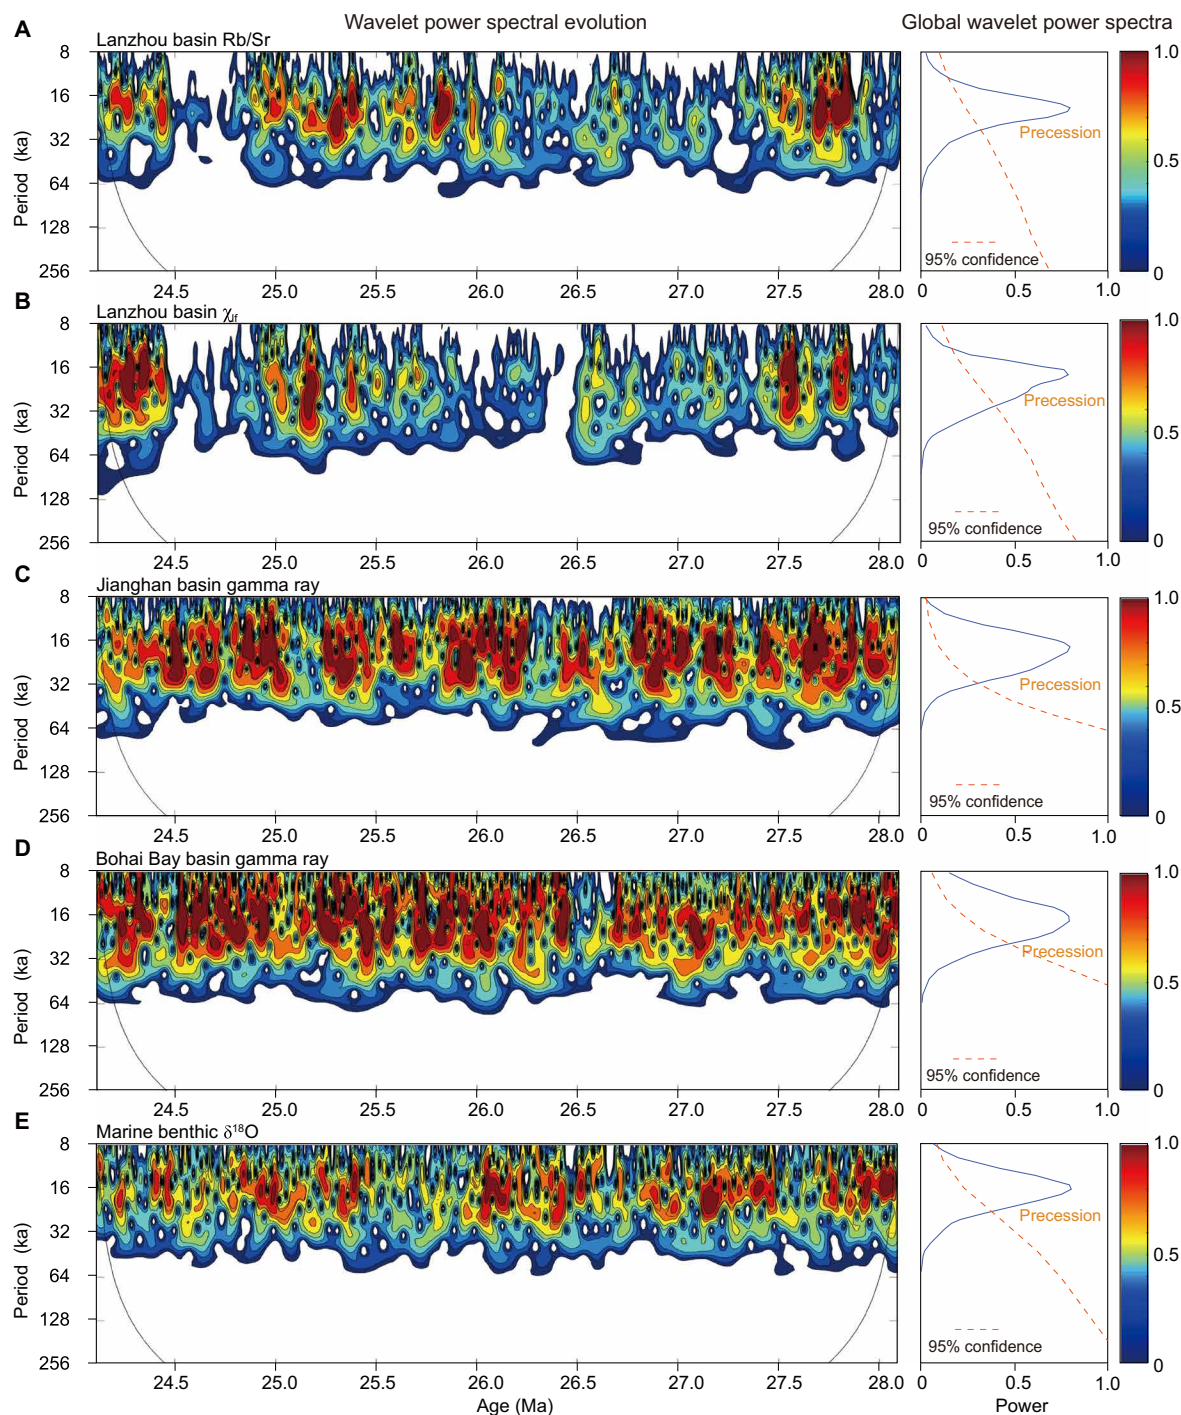 Wavelet power spectral evolution
Global wavelet power spectra
A
Lanzhou basin Rb/Sr
8
16
32
64
128
256
Period (ka)
24.5 25.0 25.5 26.0 26.5 27.0 27.5 28.0
Precession
95% confidence
0 0.5 1.0
1.0
0.5
0
B
Lanzhou basin χlf
8
16
32
64
128
256
Period (ka)
24.5 25.0 25.5 26.0 26.5 27.0 27.5 28.0
Precession
95% confidence
0 0.5 1.0
1.0
0.5
0
C
Jianghan basin gamma ray
8
16
32
64
128
256
Period (ka)
24.5 25.0 25.5 26.0 26.5 27.0 27.5 28.0
Precession
95% confidence
0 0.5 1.0
1.0
0.5
0
D
Bohai Bay basin gamma ray
8
16
32
64
128
256
Period (ka)
24.5 25.0 25.5 26.0 26.5 27.0 27.5 28.0
Precession
95% confidence
0 0.5 1.0
1.0
0.5
0
E
Marine benthic δ¹⁸O
8
16
32
64
128
256
Period (ka)
24.5 25.0 25.5 26.0 26.5 27.0 27.5 28.0
Age (Ma)
Precession
95% confidence
0 0.5 1.0
Power
1.0
0.5
0